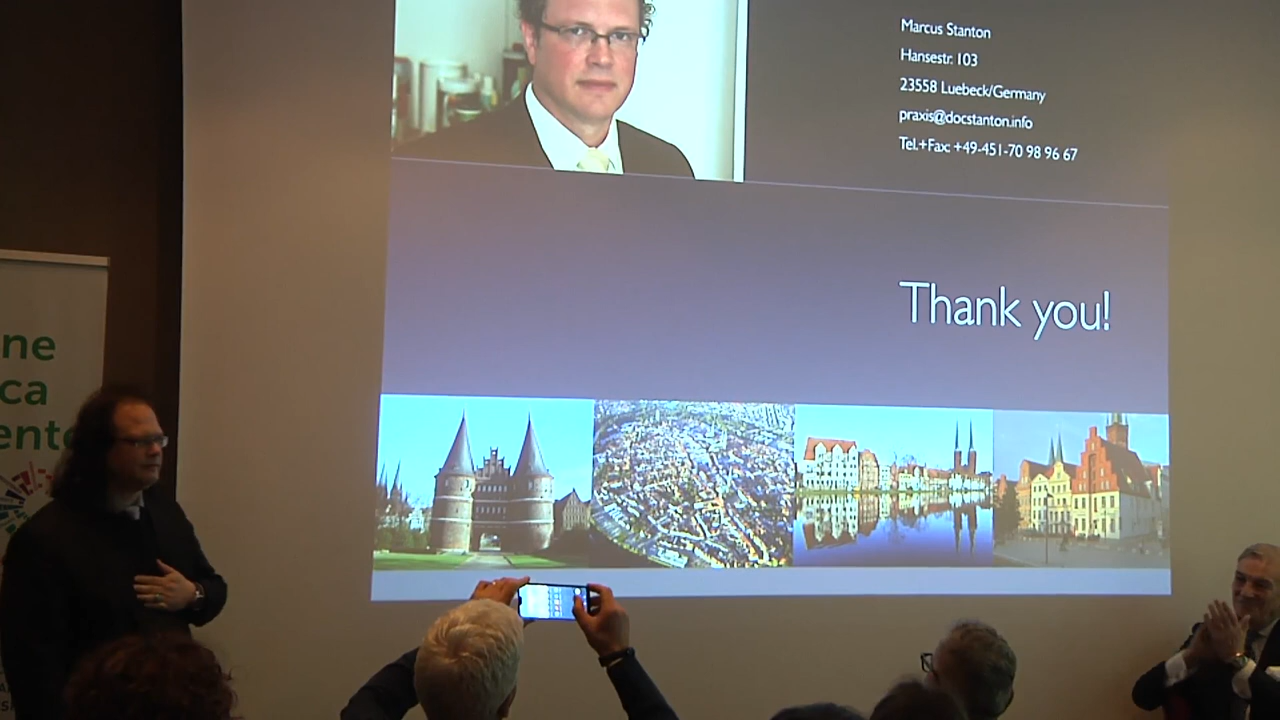 Marcus Stanton
Hansestr. 103
23558 Luebeck/Germany
praxis@docstanton.info
Tel.+Fax: +49-451-70 98 96 67
Thank you!
ne
ca
ento